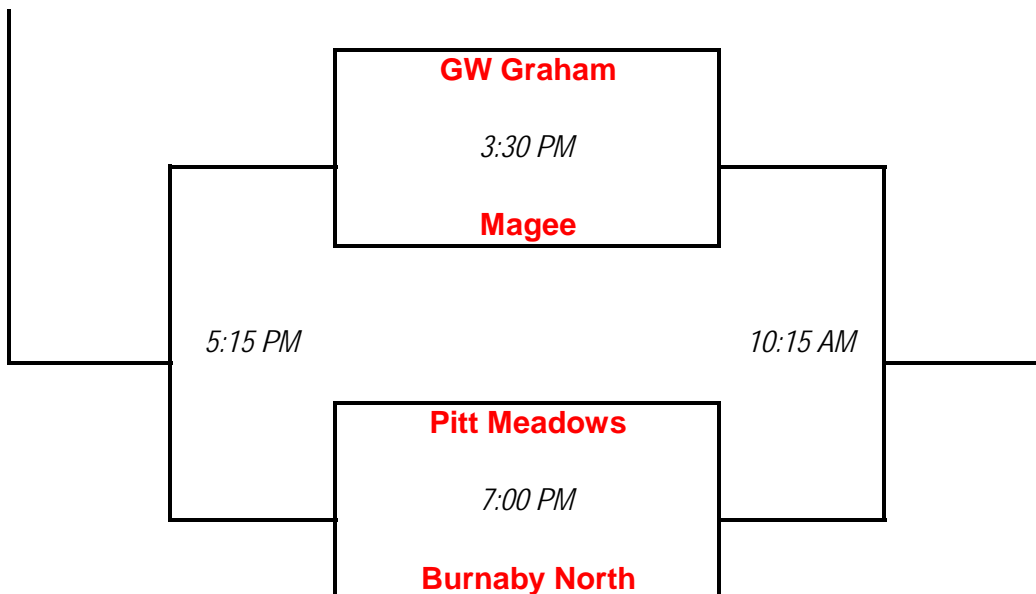 GW Graham
3:30 PM
Magee
5:15 PM
10:15 AM
Pitt Meadows
7:00 PM
Burnaby North